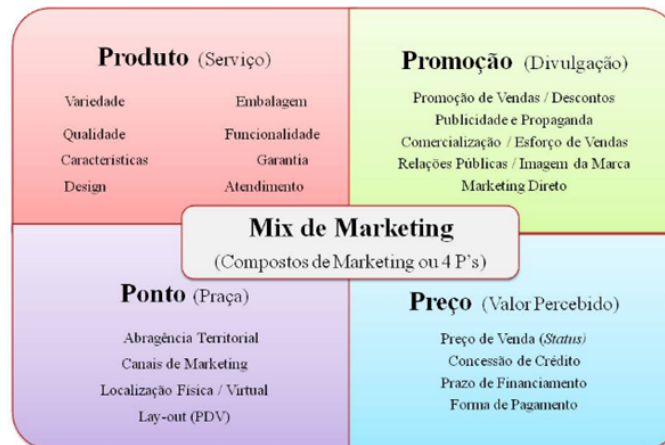 Produto (Serviço)
Variedade Embalagem
Qualidade Funcionalidade
Caracteristicas Garantia
Design Atendimento
Promoção (Divulgação)
Promoção de Vendas / Descontos
Publicidade e Propaganda
Comercialização / Esforço de Vendas
Relações Públicas / Imagem da Marca
Marketing Direto
Mix de Marketing
(Compostos de Marketing ou 4 P's)
Ponto (Praça)
Abragência Territorial
Canais de Marketing
Localização Física / Virtual
Lay-out (PDV)
Preço (Valor Percebido)
Preço de Venda (Status)
Concessão de Crédito
Prazo de Financiamento
Forma de Pagamento